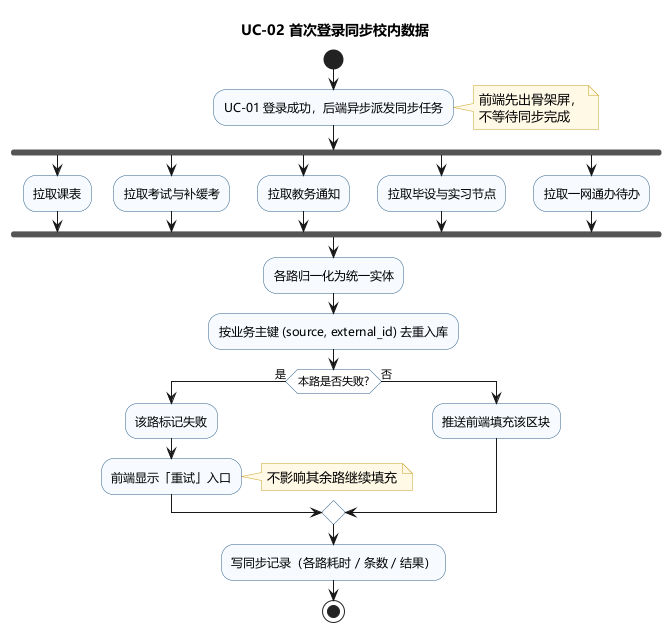 UC-02 首次登录同步校内数据
UC-01 登录成功，后端异步派发同步任务
前端先出骨架屏，
不等待同步完成
拉取课表
拉取考试与补缓考
拉取教务通知
拉取毕设与实习节点
拉取一网通办待办
各路归一化为统一实体
按业务主键 (source, external_id) 去重入库
是
本路是否失败?
否
该路标记失败
推送前端填充该区块
前端显示「重试」入口
不影响其余路继续填充
写同步记录（各路耗时 / 条数 / 结果）